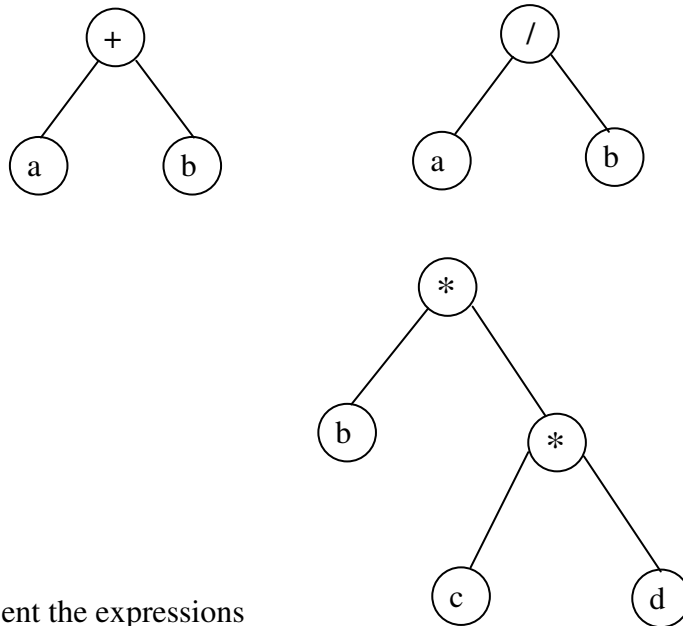 + /
a b a b
*
b *
c d
ent the expressions